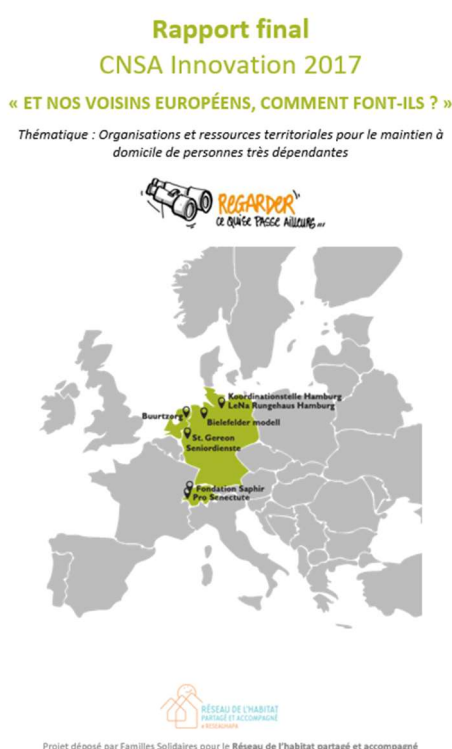 Rapport final
CNSA Innovation 2017
« ET NOS VOISINS EUROPÉENS, COMMENT FONT-ILS ? »
Thématique : Organisations et ressources territoriales pour le maintien à
domicile de personnes très dépendantes
REGARDER
CE QUI SE PASSE AILLEURS...
Koordinationstelle Hamburg
LeNa Rungehaus Hamburg
Buurtzorg
Bielefelder modell
St. Gereon
Seniordienste
Fondation Saphir
Pro Senectute
RÉSEAU DE L'HABITAT
PARTAGÉ ET ACCOMPAGNÉ
Projet déposé par Familles Solidaires pour le Réseau de l'habitat partagé et accompagné